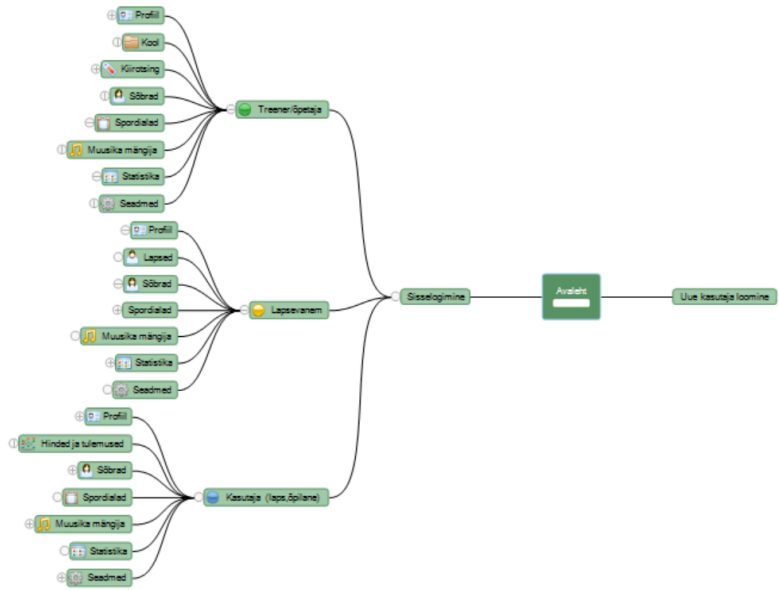 Profiil
Kool
Kiirotsing
Sõbrad
Spordialad
Muusika mängija
Statistika
Seadmed
Treener/õpetaja
Profiil
Lapsed
Sõbrad
Spordialad
Muusika mängija
Statistika
Seadmed
Lapsevanem
Profiil
Hinded ja tulemused
Sõbrad
Spordialad
Muusika mängija
Statistika
Seadmed
Kasutaja (laps,õpilane)
Sisselogimine
Avaleht
Uue kasutaja loomine